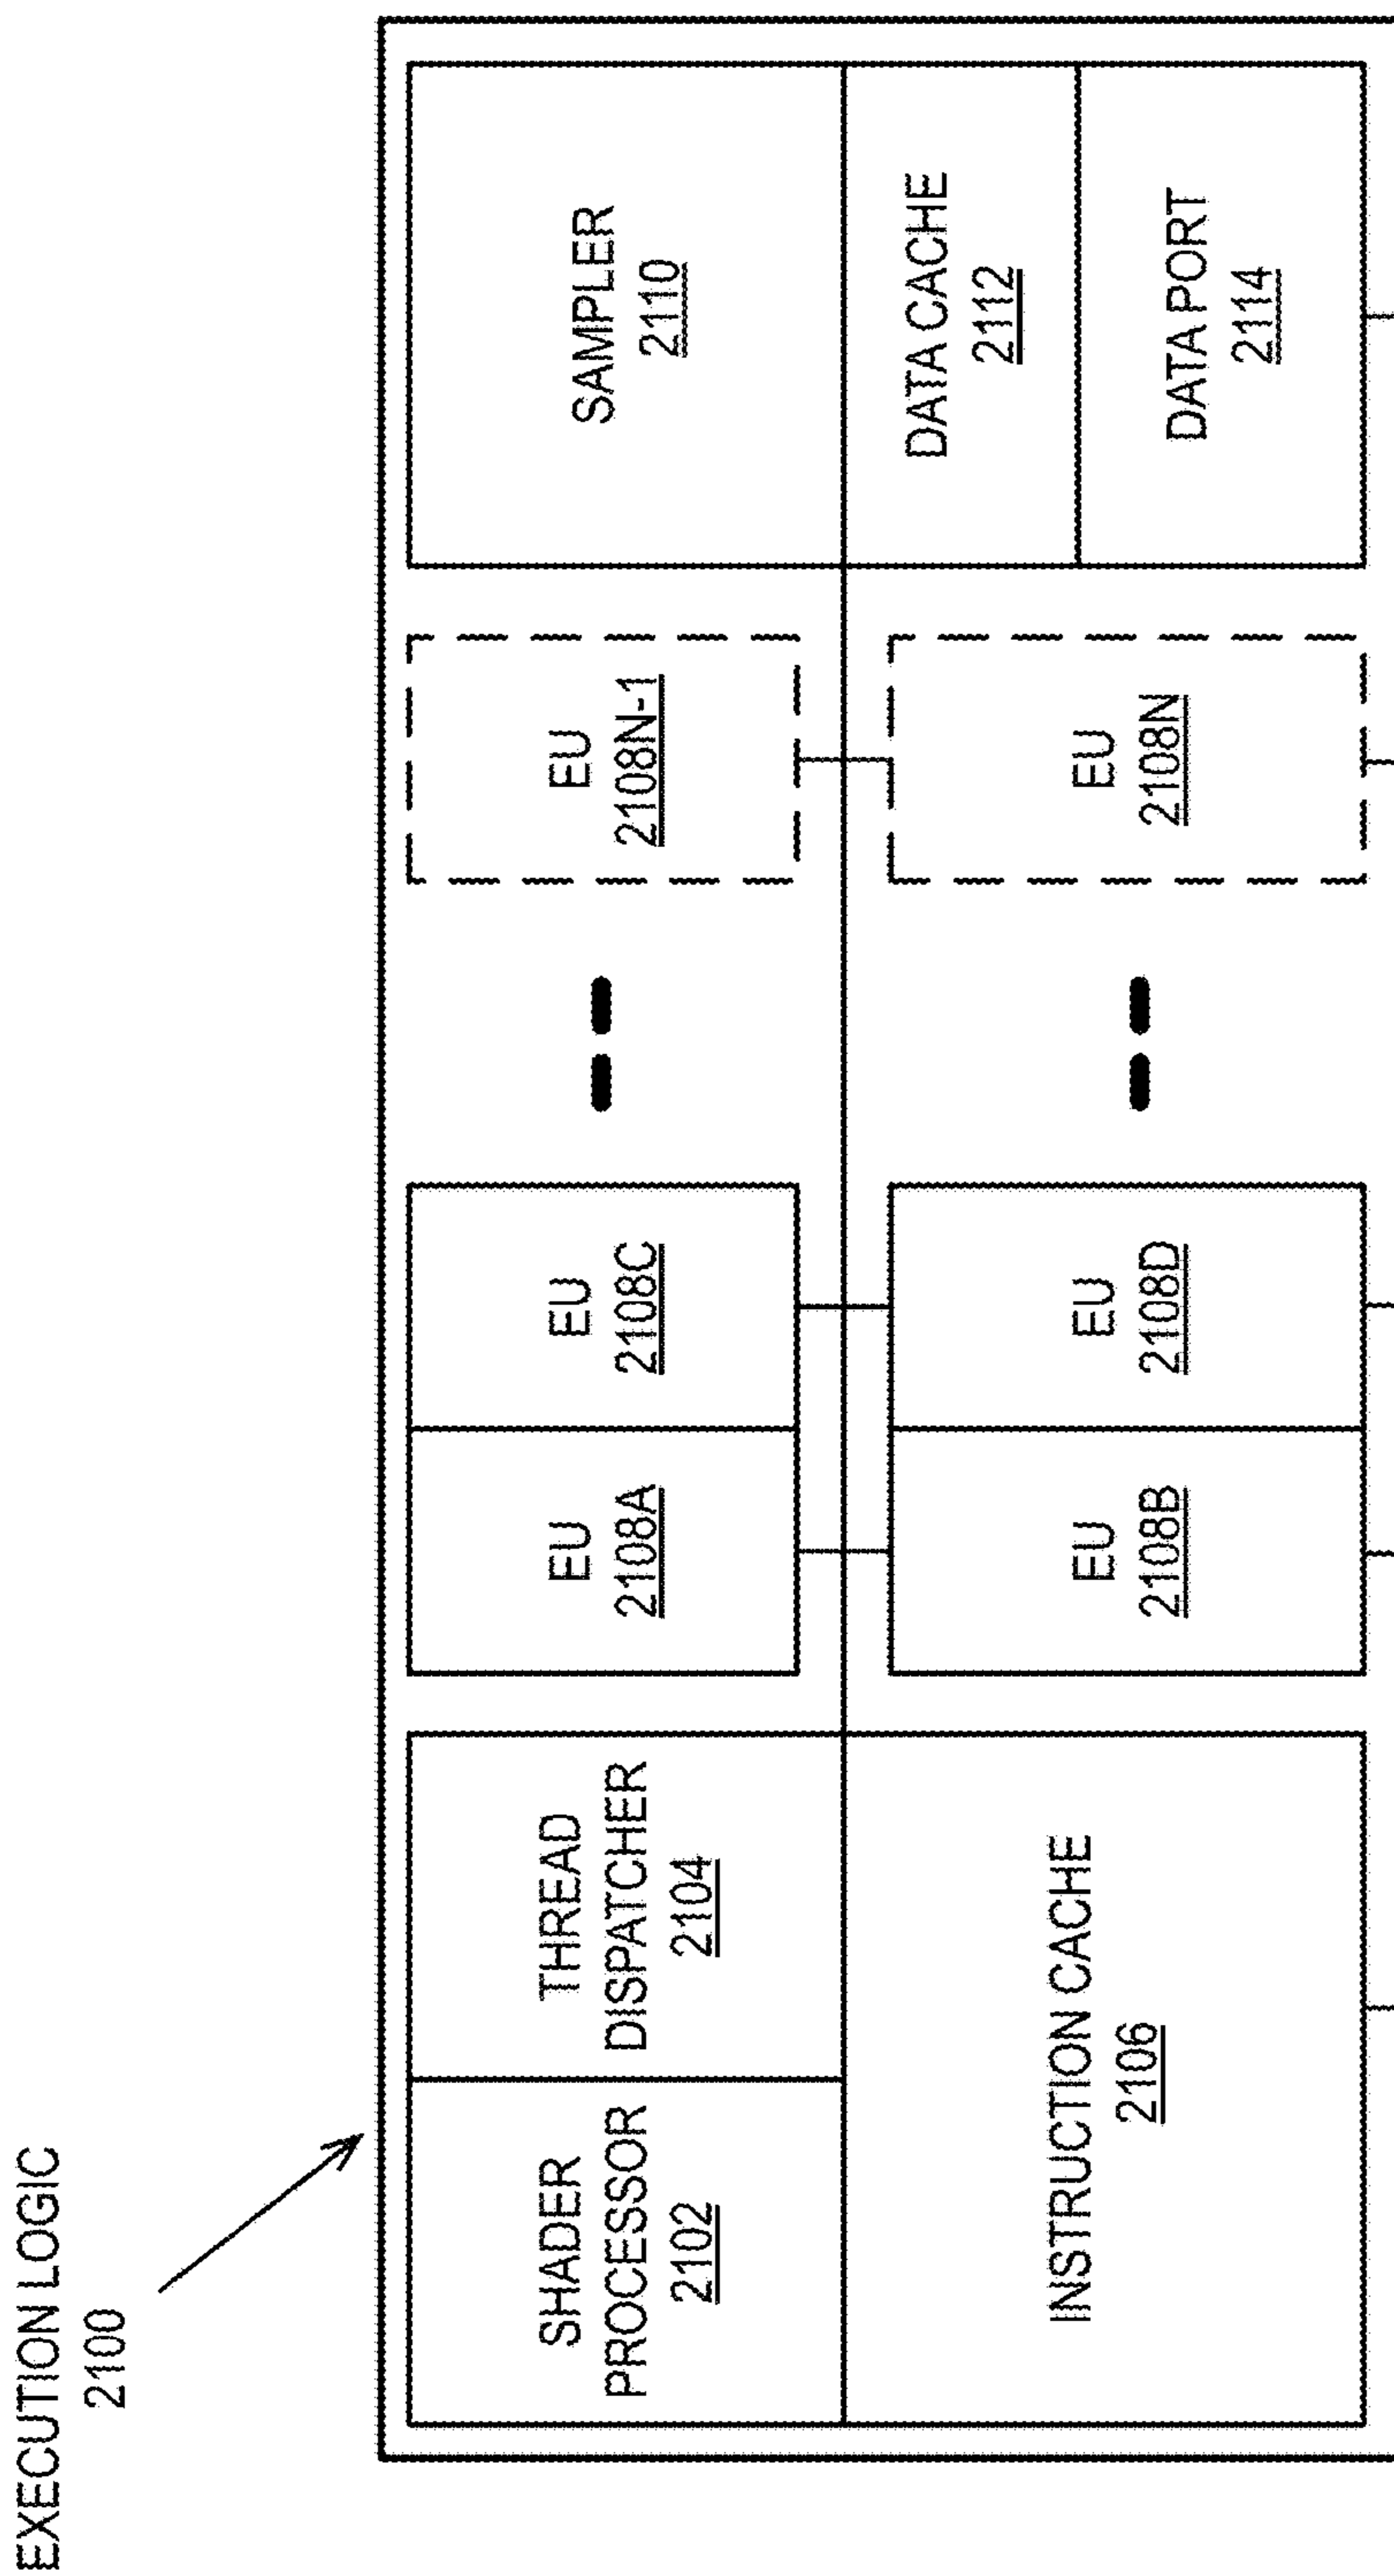 EXECUTION LOGIC
2100
SHADER
PROCESSOR
2102
THREAD
DISPATCHER
2104
INSTRUCTION CACHE
2106
EU
2108A
EU
2108C
EU
2108B
EU
2108D
EU
2108N-1
EU
2108N
SAMPLER
2110
DATA CACHE
2112
DATA PORT
2114